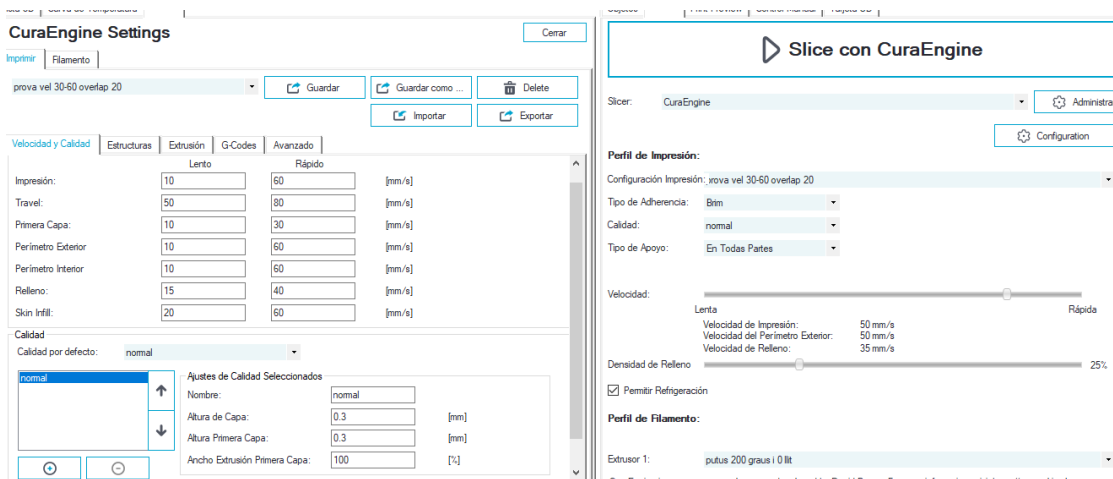 CuraEngine Settings
Cerrar
Imprimir Filamento
prova vel 30-60 overlap 20
Guardar
Guardar como ...
Delete
Importar
Exportar
Velocidad y Calidad Estructuras Extrusión G-Codes Avanzado
Lento Rápido
Impresión: 10 60 [mm/s]
Travel: 50 80 [mm/s]
Primera Capa: 10 30 [mm/s]
Perímetro Exterior 10 60 [mm/s]
Perímetro Interior 10 60 [mm/s]
Relleno: 15 40 [mm/s]
Skin Infill: 20 60 [mm/s]
Calidad
Calidad por defecto: normal
normal
Ajustes de Calidad Seleccionados
Nombre: normal
Altura de Capa: 0.3 [mm]
Altura Primera Capa: 0.3 [mm]
Ancho Extrusión Primera Capa: 100 [%]
Slice con CuraEngine
Slicer: CuraEngine
Administra
Configuration
Perfil de Impresión:
Configuración Impresión: prova vel 30-60 overlap 20
Tipo de Adherencia: Brim
Calidad: normal
Tipo de Apoyo: En Todas Partes
Velocidad:
Lenta Rápida
Velocidad de Impresión: 50 mm/s
Velocidad del Perímetro Exterior: 50 mm/s
Velocidad de Relleno: 35 mm/s
Densidad de Relleno 25%
Permitir Refrigeración
Perfil de Filamento:
Extrusor 1: putus 200 graus i 0 llit